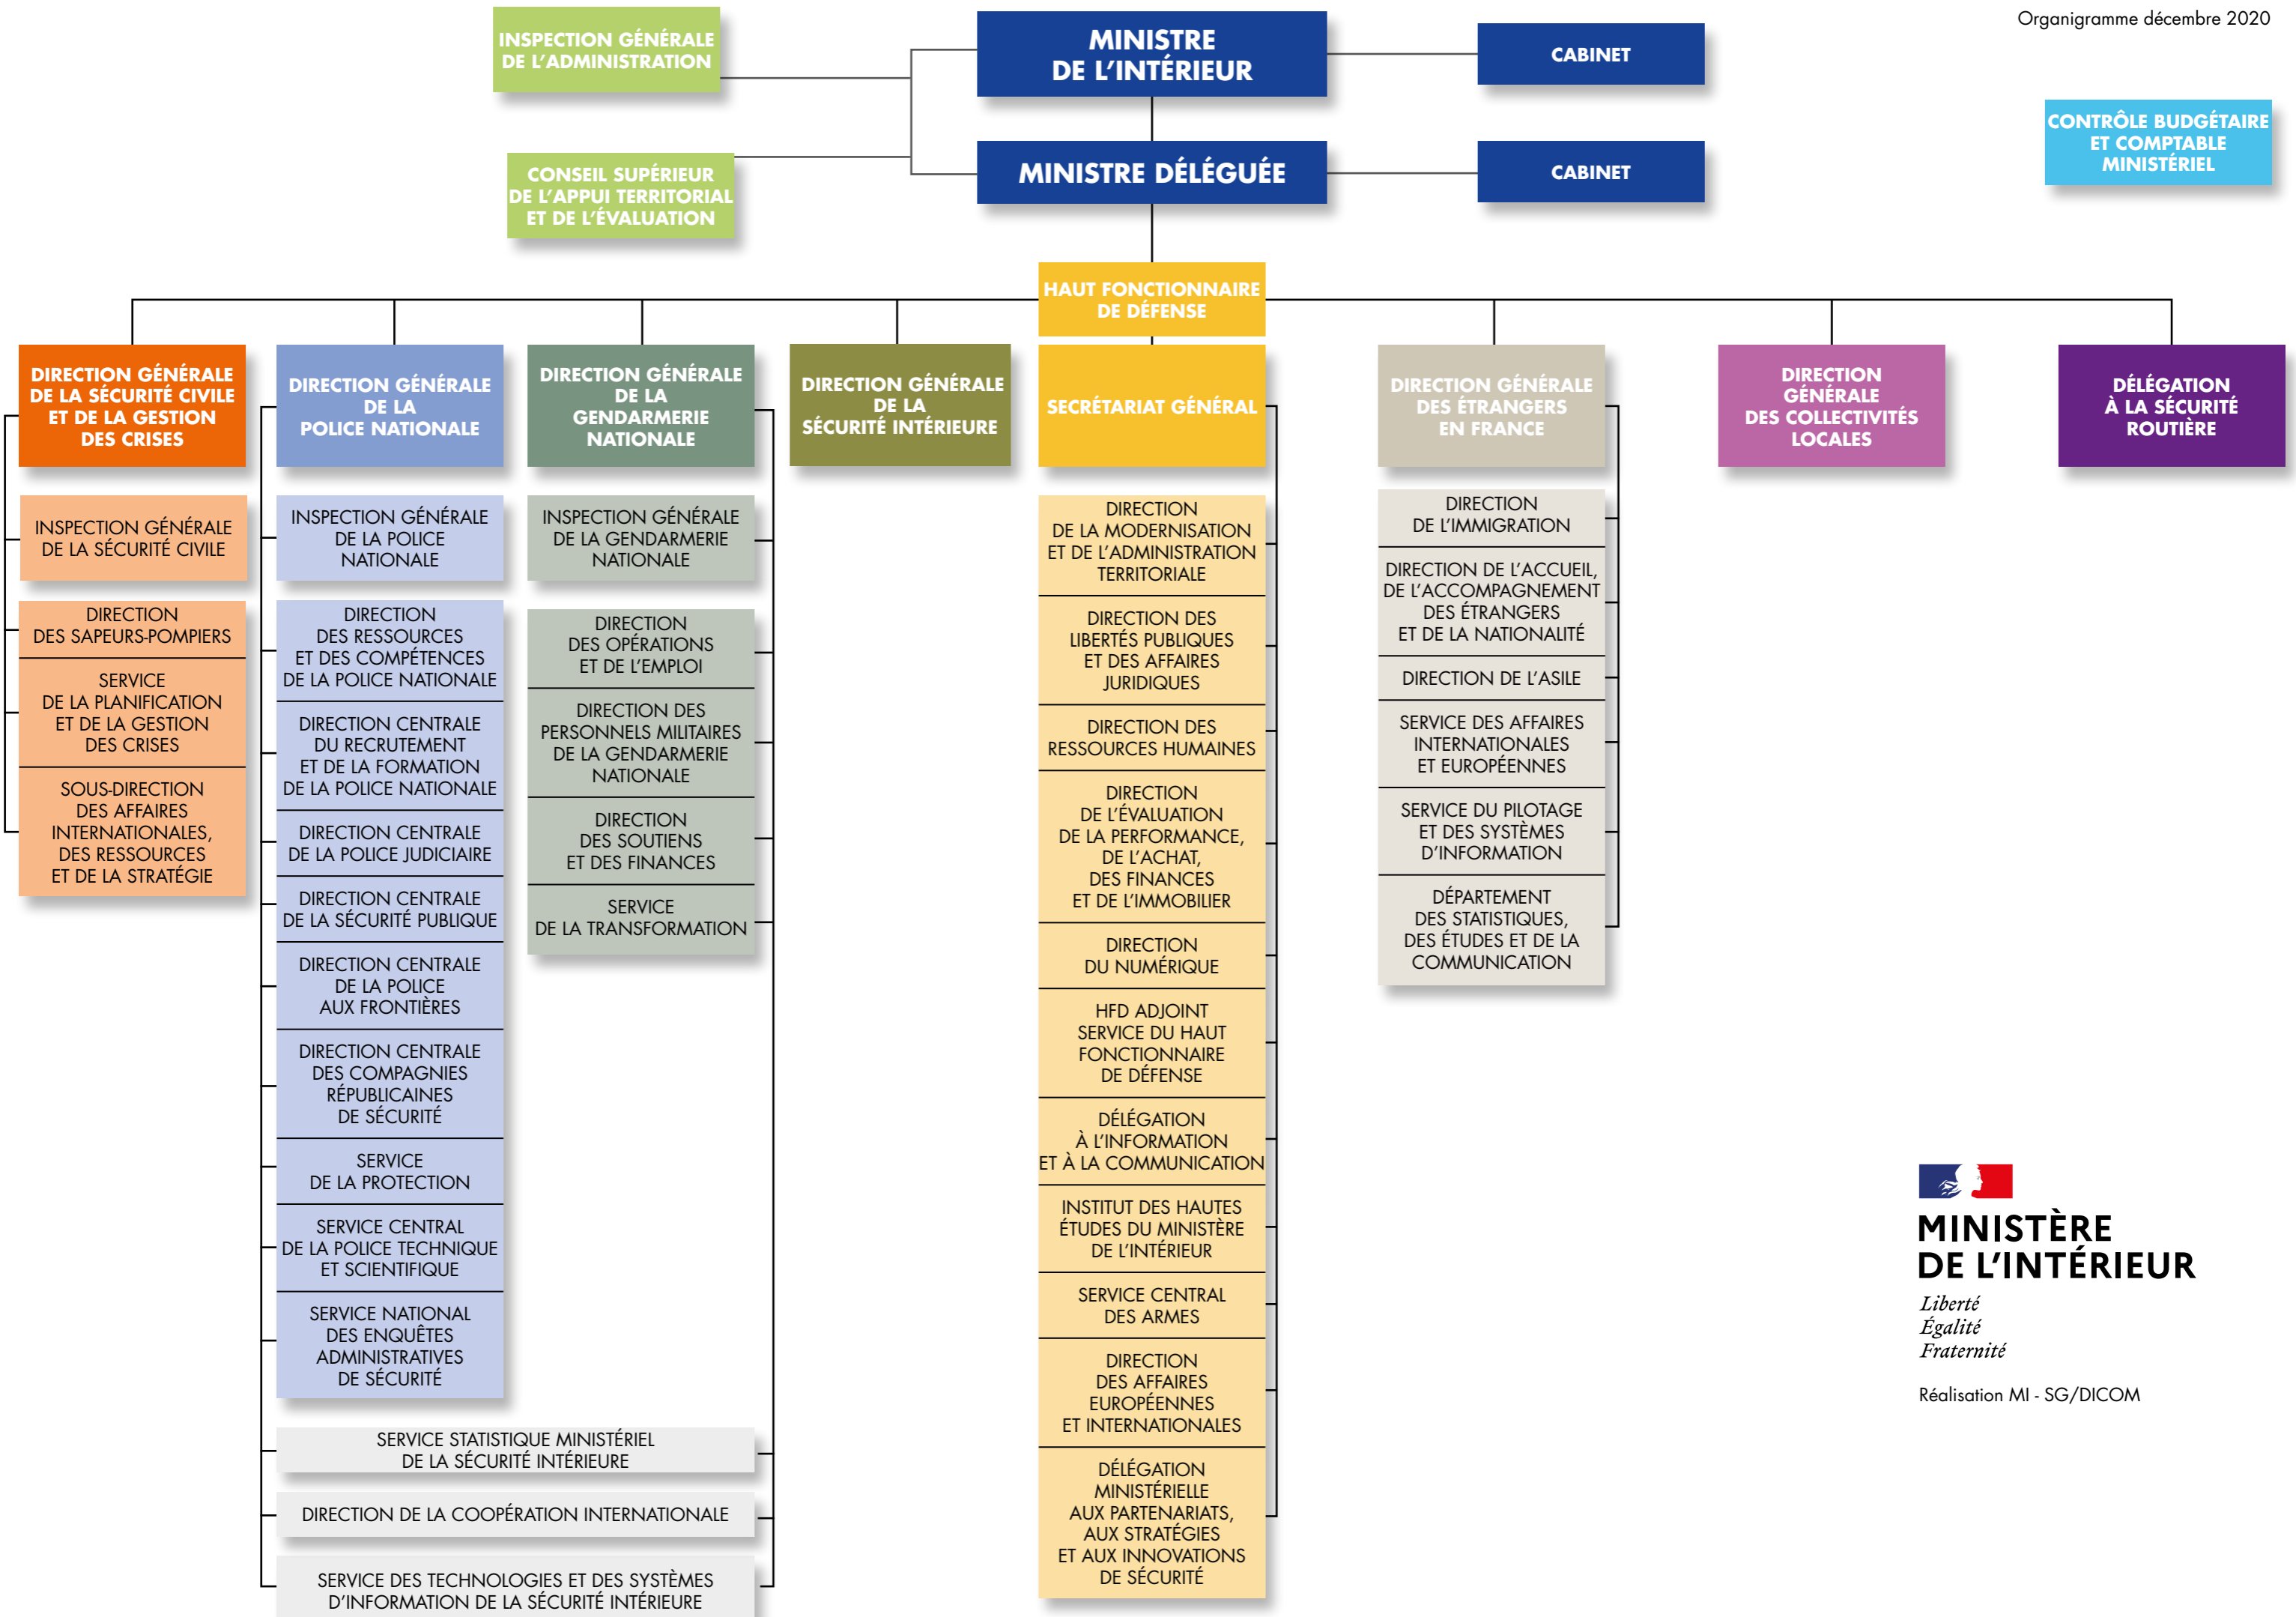 Organigramme décembre 2020
INSPECTION GÉNÉRALE
DE L'ADMINISTRATION
MINISTRE
DE L'INTÉRIEUR
CABINET
CONTRÔLE BUDGÉTAIRE
ET COMPTABLE
MINISTÉRIEL
CONSEIL SUPÉRIEUR
DE L'APPUI TERRITORIAL
ET DE L'ÉVALUATION
MINISTRE DÉLÉGUÉE
CABINET
HAUT FONCTIONNAIRE
DE DÉFENSE
DIRECTION GÉNÉRALE
DE LA SÉCURITÉ CIVILE
ET DE LA GESTION
DES CRISES
INSPECTION GÉNÉRALE
DE LA SÉCURITÉ CIVILE
DIRECTION
DES SAPEURS-POMPIERS
SERVICE
DE LA PLANIFICATION
ET DE LA GESTION
DES CRISES
SOUS-DIRECTION
DES AFFAIRES
INTERNATIONALES,
DES RESSOURCES
ET DE LA STRATÉGIE
DIRECTION GÉNÉRALE
DE LA
POLICE NATIONALE
INSPECTION GÉNÉRALE
DE LA POLICE
NATIONALE
DIRECTION
DES RESSOURCES
ET DES COMPÉTENCES
DE LA POLICE NATIONALE
DIRECTION CENTRALE
DU RECRUTEMENT
ET DE LA FORMATION
DE LA POLICE NATIONALE
DIRECTION CENTRALE
DE LA POLICE JUDICIAIRE
DIRECTION CENTRALE
DE LA SÉCURITÉ PUBLIQUE
DIRECTION CENTRALE
DE LA POLICE
AUX FRONTIÈRES
DIRECTION CENTRALE
DES COMPAGNIES
RÉPUBLICAINES
DE SÉCURITÉ
SERVICE
DE LA PROTECTION
SERVICE CENTRAL
DE LA POLICE TECHNIQUE
ET SCIENTIFIQUE
SERVICE NATIONAL
DES ENQUÊTES
ADMINISTRATIVES
DE SÉCURITÉ
DIRECTION GÉNÉRALE
DE LA
GENDARMERIE
NATIONALE
INSPECTION GÉNÉRALE
DE LA GENDARMERIE
NATIONALE
DIRECTION
DES OPÉRATIONS
ET DE L'EMPLOI
DIRECTION DES
PERSONNELS MILITAIRES
DE LA GENDARMERIE
NATIONALE
DIRECTION
DES SOUTIENS
ET DES FINANCES
SERVICE
DE LA TRANSFORMATION
SERVICE STATISTIQUE MINISTÉRIEL
DE LA SÉCURITÉ INTÉRIEURE
DIRECTION DE LA COOPÉRATION INTERNATIONALE
SERVICE DES TECHNOLOGIES ET DES SYSTÈMES
D'INFORMATION DE LA SÉCURITÉ INTÉRIEURE
DIRECTION GÉNÉRALE
DE LA
SÉCURITÉ INTÉRIEURE
SECRÉTARIAT GÉNÉRAL
DIRECTION
DE LA MODERNISATION
ET DE L'ADMINISTRATION
TERRITORIALE
DIRECTION DES
LIBERTÉS PUBLIQUES
ET DES AFFAIRES
JURIDIQUES
DIRECTION DES
RESSOURCES HUMAINES
DIRECTION
DE L'ÉVALUATION
DE LA PERFORMANCE,
DE L'ACHAT,
DES FINANCES
ET DE L'IMMOBILIER
DIRECTION
DU NUMÉRIQUE
HFD ADJOINT
SERVICE DU HAUT
FONCTIONNAIRE
DE DÉFENSE
DÉLÉGATION
À L'INFORMATION
ET À LA COMMUNICATION
INSTITUT DES HAUTES
ÉTUDES DU MINISTÈRE
DE L'INTÉRIEUR
SERVICE CENTRAL
DES ARMES
DIRECTION
DES AFFAIRES
EUROPÉENNES
ET INTERNATIONALES
DÉLÉGATION
MINISTÉRIELLE
AUX PARTENARIATS,
AUX STRATÉGIES
ET AUX INNOVATIONS
DE SÉCURITÉ
DIRECTION GÉNÉRALE
DES ÉTRANGERS
EN FRANCE
DIRECTION
DE L'IMMIGRATION
DIRECTION DE L'ACCUEIL,
DE L'ACCOMPAGNEMENT
DES ÉTRANGERS
ET DE LA NATIONALITÉ
DIRECTION DE L'ASILE
SERVICE DES AFFAIRES
INTERNATIONALES
ET EUROPÉENNES
SERVICE DU PILOTAGE
ET DES SYSTÈMES
D'INFORMATION
DÉPARTEMENT
DES STATISTIQUES,
DES ÉTUDES ET DE LA
COMMUNICATION
DIRECTION
GÉNÉRALE
DES COLLECTIVITÉS
LOCALES
DÉLÉGATION
À LA SÉCURITÉ
ROUTIÈRE
MINISTÈRE
DE L'INTÉRIEUR
Liberté
Égalité
Fraternité
Réalisation MI - SG/DICOM